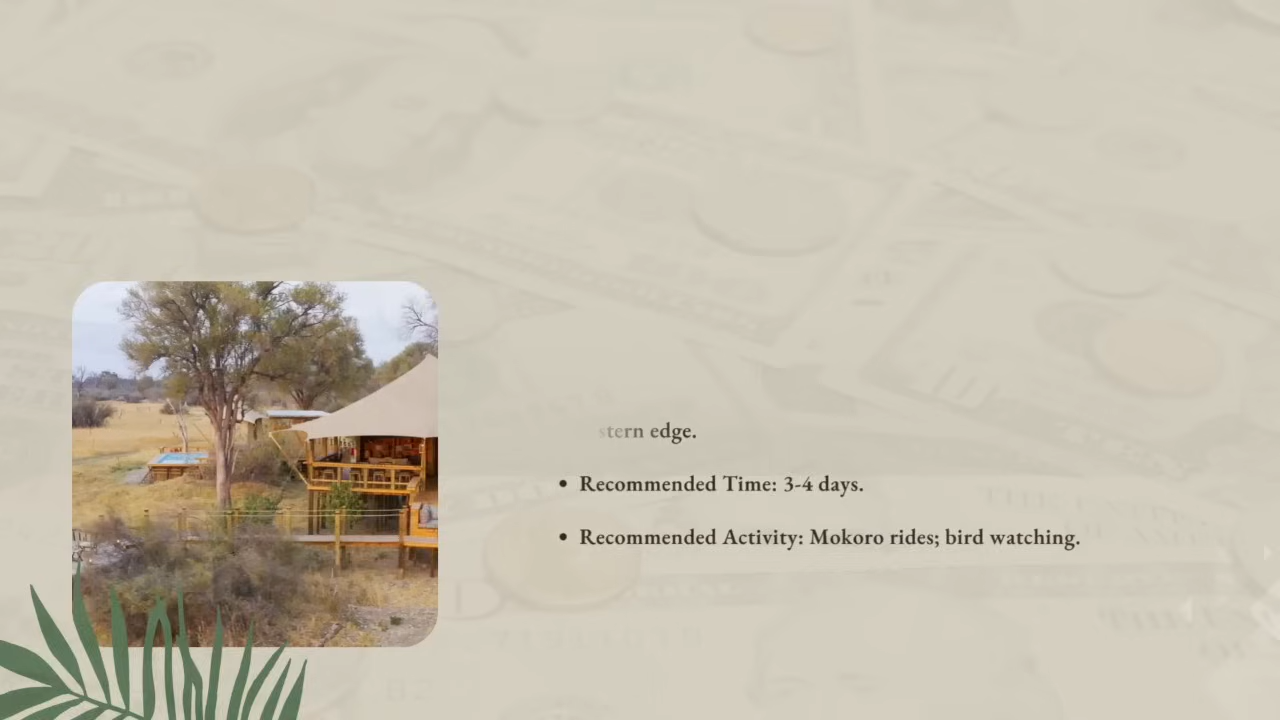 stern edge.
• Recommended Time: 3-4 days.
• Recommended Activity: Mokoro rides; bird watching.